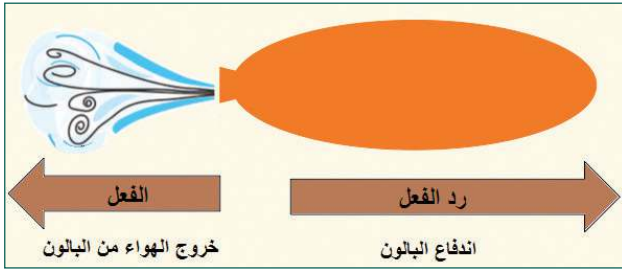 رد الفعل
الفعل
اندفاع البالون
خروج الهواء من البالون